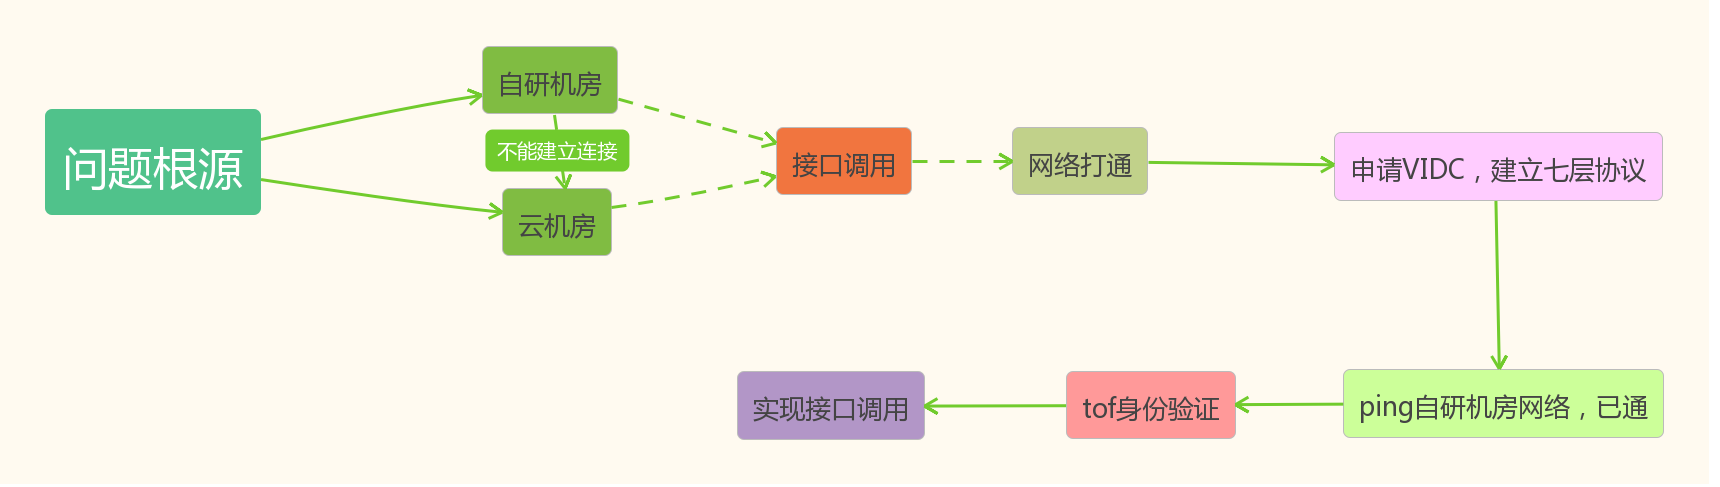 问题根源
自研机房
不能建立连接
云机房
接口调用
网络打通
申请VIDC，建立七层协议
ping自研机房网络，已通
tof身份验证
实现接口调用